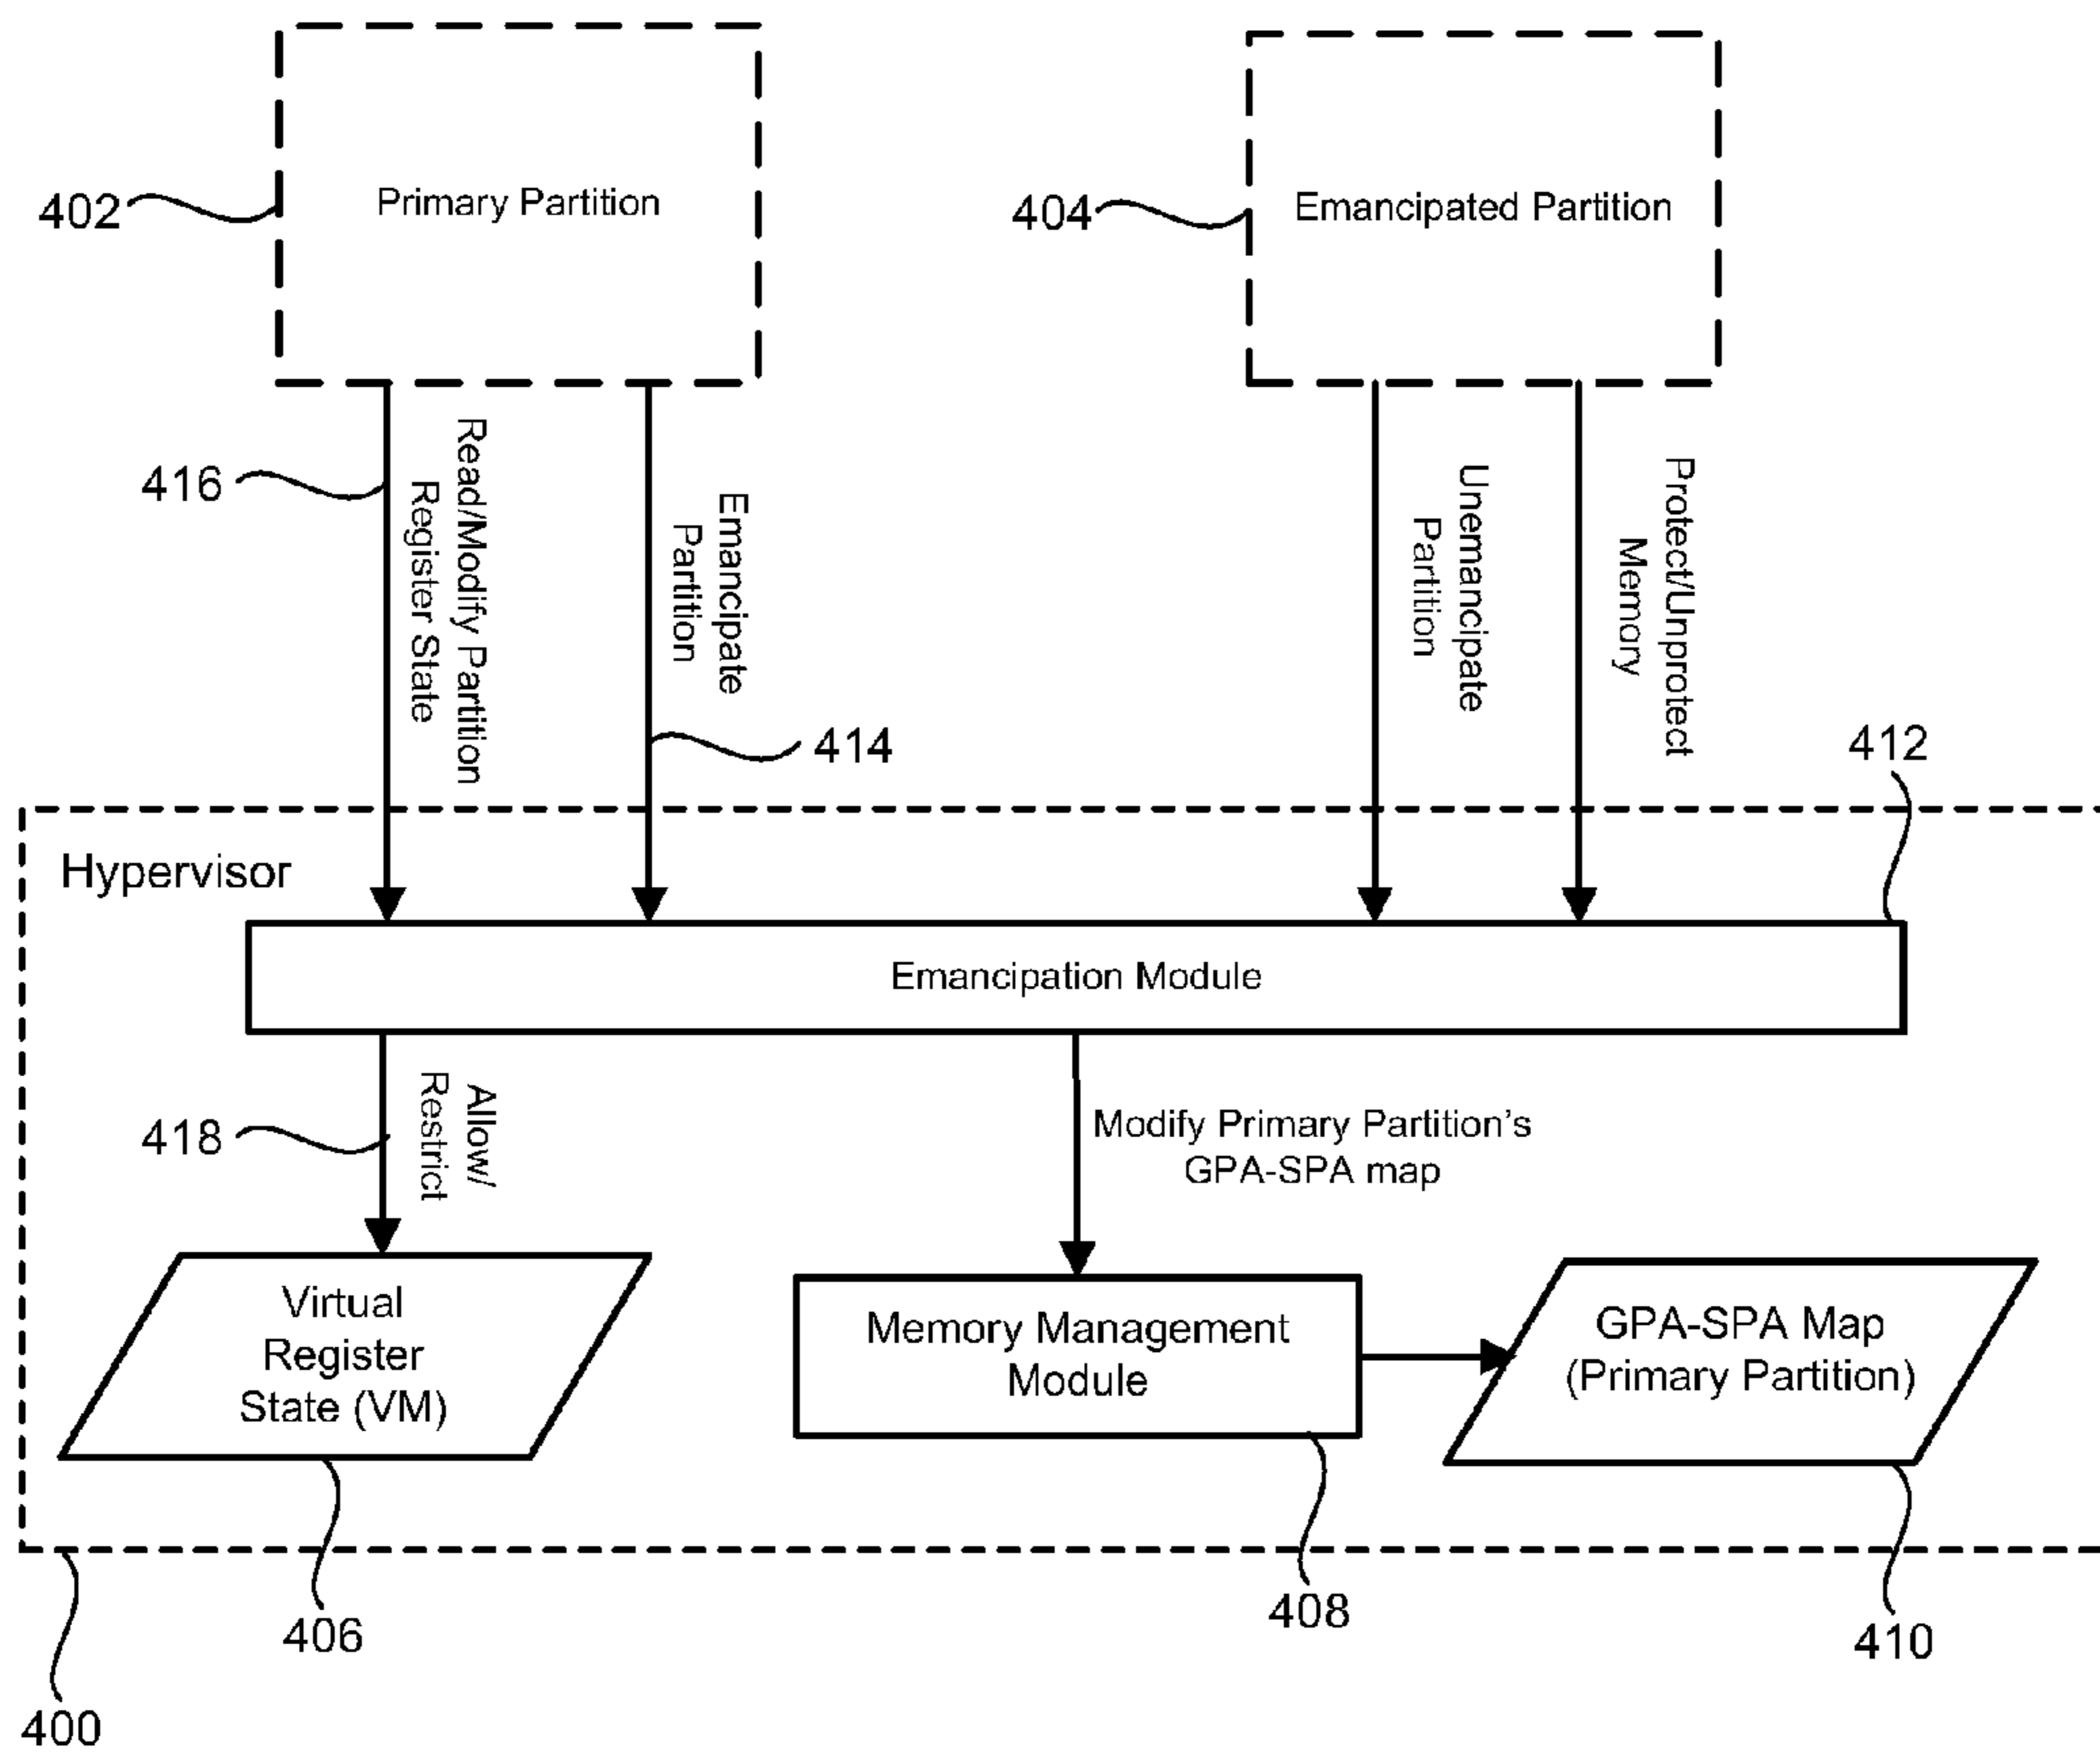 402
Primary Partition
404
Emancipated Partition
416
Read/Modify Partition
Register State
Emancipate
Partition
414
Unemancipate
Partition
Protect/Unprotect
Memory
412
Hypervisor
Emancipation Module
418
Allow/
Restrict
Modify Primary Partition's
GPA-SPA map
Virtual
Register
State (VM)
Memory Management
Module
GPA-SPA Map
(Primary Partition)
406
408
410
400